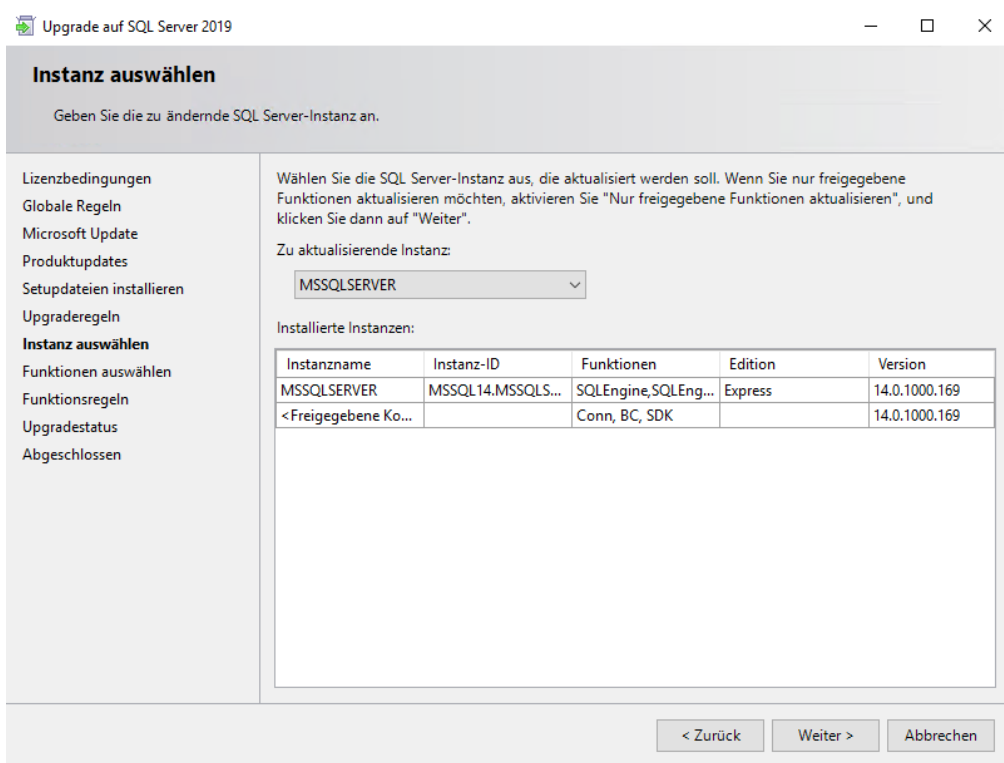 Upgrade auf SQL Server 2019
Instanz auswählen
Geben Sie die zu ändernde SQL Server-Instanz an.
Lizenzbedingungen
Globale Regeln
Microsoft Update
Produktupdates
Setupdateien installieren
Upgraderegeln
Instanz auswählen
Funktionen auswählen
Funktionsregeln
Upgradestatus
Abgeschlossen
Wählen Sie die SQL Server-Instanz aus, die aktualisiert werden soll. Wenn Sie nur freigegebene
Funktionen aktualisieren möchten, aktivieren Sie "Nur freigegebene Funktionen aktualisieren", und
klicken Sie dann auf "Weiter".
Zu aktualisierende Instanz:
MSSQLSERVER
Installierte Instanzen:
Instanzname Instanz-ID Funktionen Edition Version
MSSQLSERVER MSSQL14.MSSQLS... SQLEngine,SQLEng... Express 14.0.1000.169
<Freigegebene Ko... Conn, BC, SDK 14.0.1000.169
< Zurück Weiter > Abbrechen